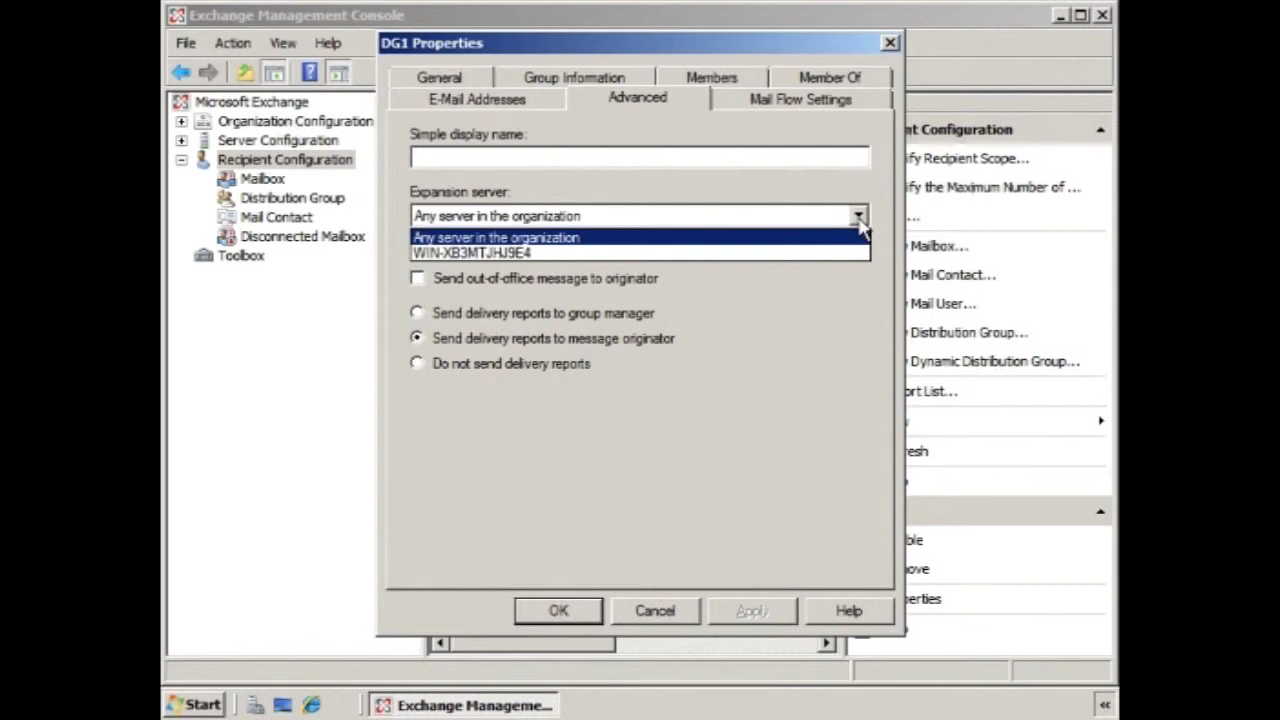 Exchange Management Console
File Action View Help
DG1 Properties
General Group Information Members Member Of
E-Mail Addresses Advanced Mail Flow Settings
Simple display name:
Expansion server:
Any server in the organization
Any server in the organization
WIN-XB3MTJHJ9E4
Send out-of-office message to originator
Send delivery reports to group manager
Send delivery reports to message originator
Do not send delivery reports
OK Cancel Apply Help
Microsoft Exchange
Organization Configuration
Server Configuration
Recipient Configuration
Mailbox
Distribution Group
Mail Contact
Disconnected Mailbox
Toolbox
nt Configuration
ify Recipient Scope...
ify the Maximum Number of ...
...
Mailbox...
Mail Contact...
Mail User...
Distribution Group...
Dynamic Distribution Group...
ort List...
esh
ble
ove
erties
Start Exchange Manageme... «